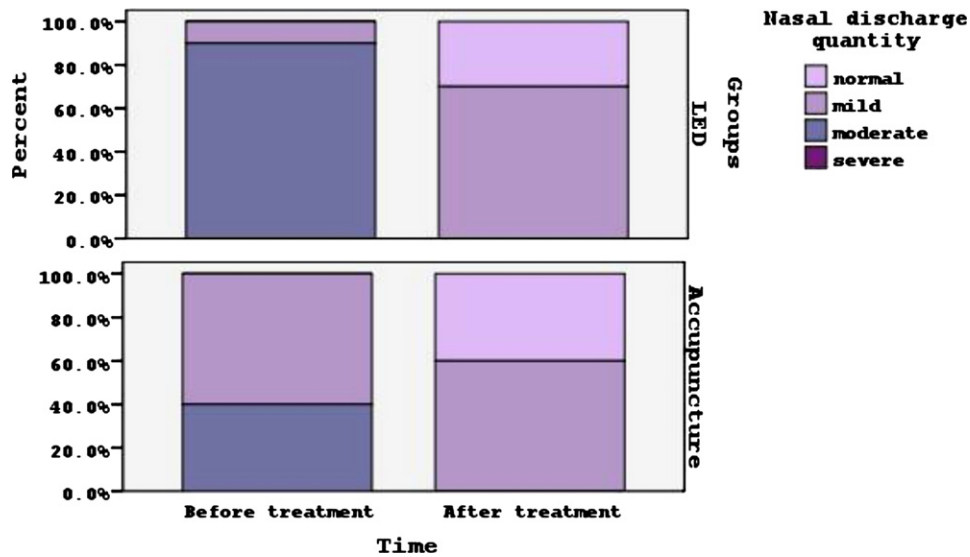 Nasal discharge
quantity
normal
mild
moderate
severe
Percent
100.0%
80.0%
60.0%
40.0%
20.0%
0.0%
LED
Groups
100.0%
80.0%
60.0%
40.0%
20.0%
0.0%
Accupuncture
Before treatment
After treatment
Time